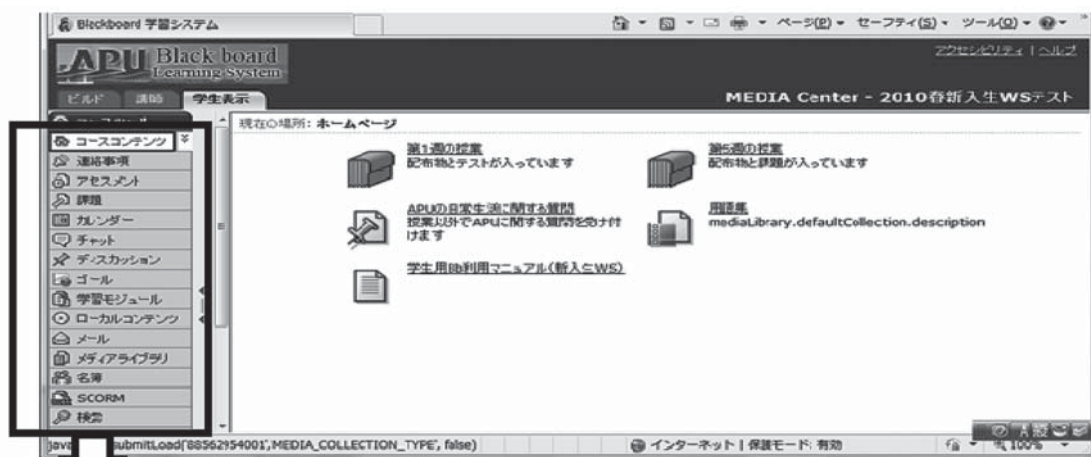 Blackboard 学習システム
ページ(P) セーフティ(S) ツール(O)
APU Black board
Learning System
アクセシビリティ | ヘルプ
ビルド 講師 学生表示
MEDIA Center - 2010春新入生WSテスト
現在の場所: ホームページ
コースコンテンツ
連絡事項
アセスメント
課題
カレンダー
チャット
ディスカッション
ゴール
学習モジュール
ローカルコンテンツ
メール
メディアライブラリ
名簿
SCORM
検索
第1週の授業
配布物とテストが入っています
第5週の授業
配布物と課題が入っています
APUの日常生活に関する質問
授業以外でAPUに関する質問を受け付
けます
用語集
mediaLibrary.defaultCollection.description
学生用Bb利用マニュアル(新入生WS)
submitLoad('88562954001',MEDIA_COLLECTION_TYPE', false)
インターネット | 保護モード: 有効
100%